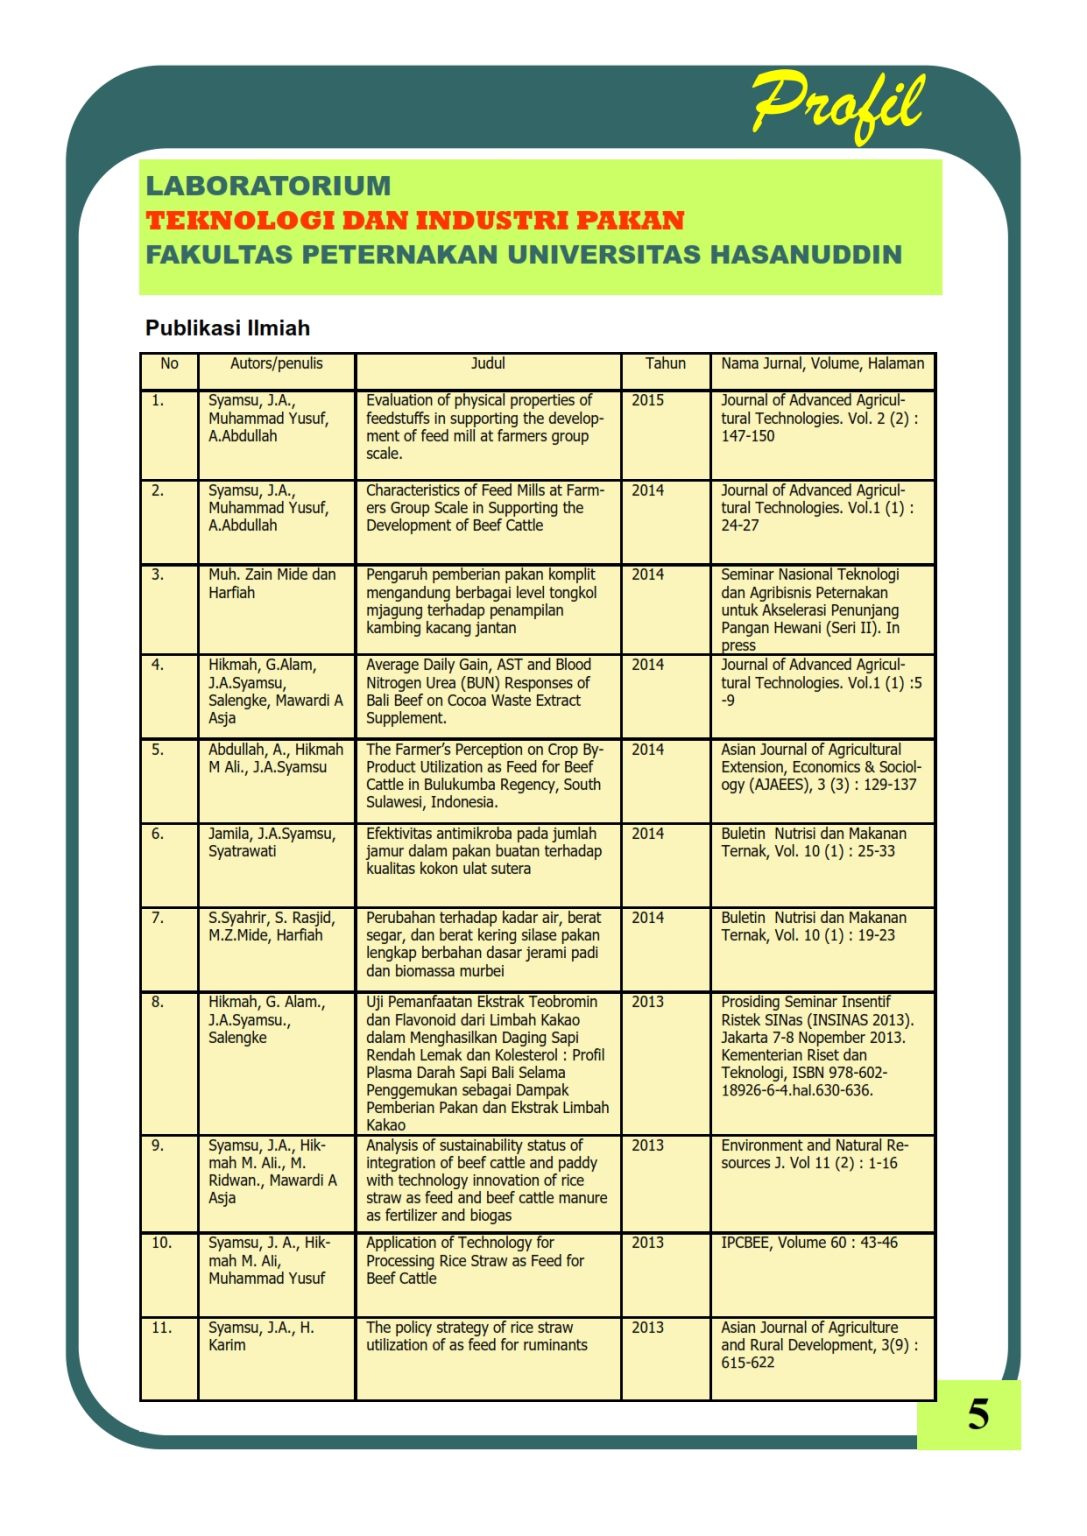 Profil
LABORATORIUM
TEKNOLOGI DAN INDUSTRI PAKAN
FAKULTAS PETERNAKAN UNIVERSITAS HASANUDDIN
Publikasi Ilmiah
No
Autors/penulis
Judul
Tahun
Nama Jurnal, Volume, Halaman
1.
Syamsu, J.A.,
Muhammad Yusuf,
A.Abdullah
Evaluation of physical properties of
feedstuffs in supporting the develop-
ment of feed mill at farmers group
scale.
2015
Journal of Advanced Agricul-
tural Technologies. Vol. 2 (2) :
147-150
2.
Syamsu, J.A.,
Muhammad Yusuf,
A.Abdullah
Characteristics of Feed Mills at Farm-
ers Group Scale in Supporting the
Development of Beef Cattle
2014
Journal of Advanced Agricul-
tural Technologies. Vol.1 (1) :
24-27
3.
Muh. Zain Mide dan
Harfiah
Pengaruh pemberian pakan komplit
mengandung berbagai level tongkol
mjagung terhadap penampilan
kambing kacang jantan
2014
Seminar Nasional Teknologi
dan Agribisnis Peternakan
untuk Akselerasi Penunjang
Pangan Hewani (Seri II). In
press
4.
Hikmah, G.Alam,
J.A.Syamsu,
Salengke, Mawardi A
Asja
Average Daily Gain, AST and Blood
Nitrogen Urea (BUN) Responses of
Bali Beef on Cocoa Waste Extract
Supplement.
2014
Journal of Advanced Agricul-
tural Technologies. Vol.1 (1) :5
-9
5.
Abdullah, A., Hikmah
M Ali., J.A.Syamsu
The Farmer’s Perception on Crop By-
Product Utilization as Feed for Beef
Cattle in Bulukumba Regency, South
Sulawesi, Indonesia.
2014
Asian Journal of Agricultural
Extension, Economics & Sociol-
ogy (AJAEES), 3 (3) : 129-137
6.
Jamila, J.A.Syamsu,
Syatrawati
Efektivitas antimikroba pada jumlah
jamur dalam pakan buatan terhadap
kualitas kokon ulat sutera
2014
Buletin  Nutrisi dan Makanan
Ternak, Vol. 10 (1) : 25-33
7.
S.Syahrir, S. Rasjid,
M.Z.Mide, Harfiah
Perubahan terhadap kadar air, berat
segar, dan berat kering silase pakan
lengkap berbahan dasar jerami padi
dan biomassa murbei
2014
Buletin  Nutrisi dan Makanan
Ternak, Vol. 10 (1) : 19-23
8.
Hikmah, G. Alam.,
J.A.Syamsu.,
Salengke
Uji Pemanfaatan Ekstrak Teobromin
dan Flavonoid dari Limbah Kakao
dalam Menghasilkan Daging Sapi
Rendah Lemak dan Kolesterol : Profil
Plasma Darah Sapi Bali Selama
Penggemukan sebagai Dampak
Pemberian Pakan dan Ekstrak Limbah
Kakao
2013
Prosiding Seminar Insentif
Ristek SINas (INSINAS 2013).
Jakarta 7-8 Nopember 2013.
Kementerian Riset dan
Teknologi, ISBN 978-602-
18926-6-4.hal.630-636.
9.
Syamsu, J.A., Hik-
mah M. Ali., M.
Ridwan., Mawardi A
Asja
Analysis of sustainability status of
integration of beef cattle and paddy
with technology innovation of rice
straw as feed and beef cattle manure
as fertilizer and biogas
2013
Environment and Natural Re-
sources J. Vol 11 (2) : 1-16
10.
Syamsu, J. A., Hik-
mah M. Ali,
Muhammad Yusuf
Application of Technology for
Processing Rice Straw as Feed for
Beef Cattle
2013
IPCBEE, Volume 60 : 43-46
11.
Syamsu, J.A., H.
Karim
The policy strategy of rice straw
utilization of as feed for ruminants
2013
Asian Journal of Agriculture
and Rural Development, 3(9) :
615-622
5